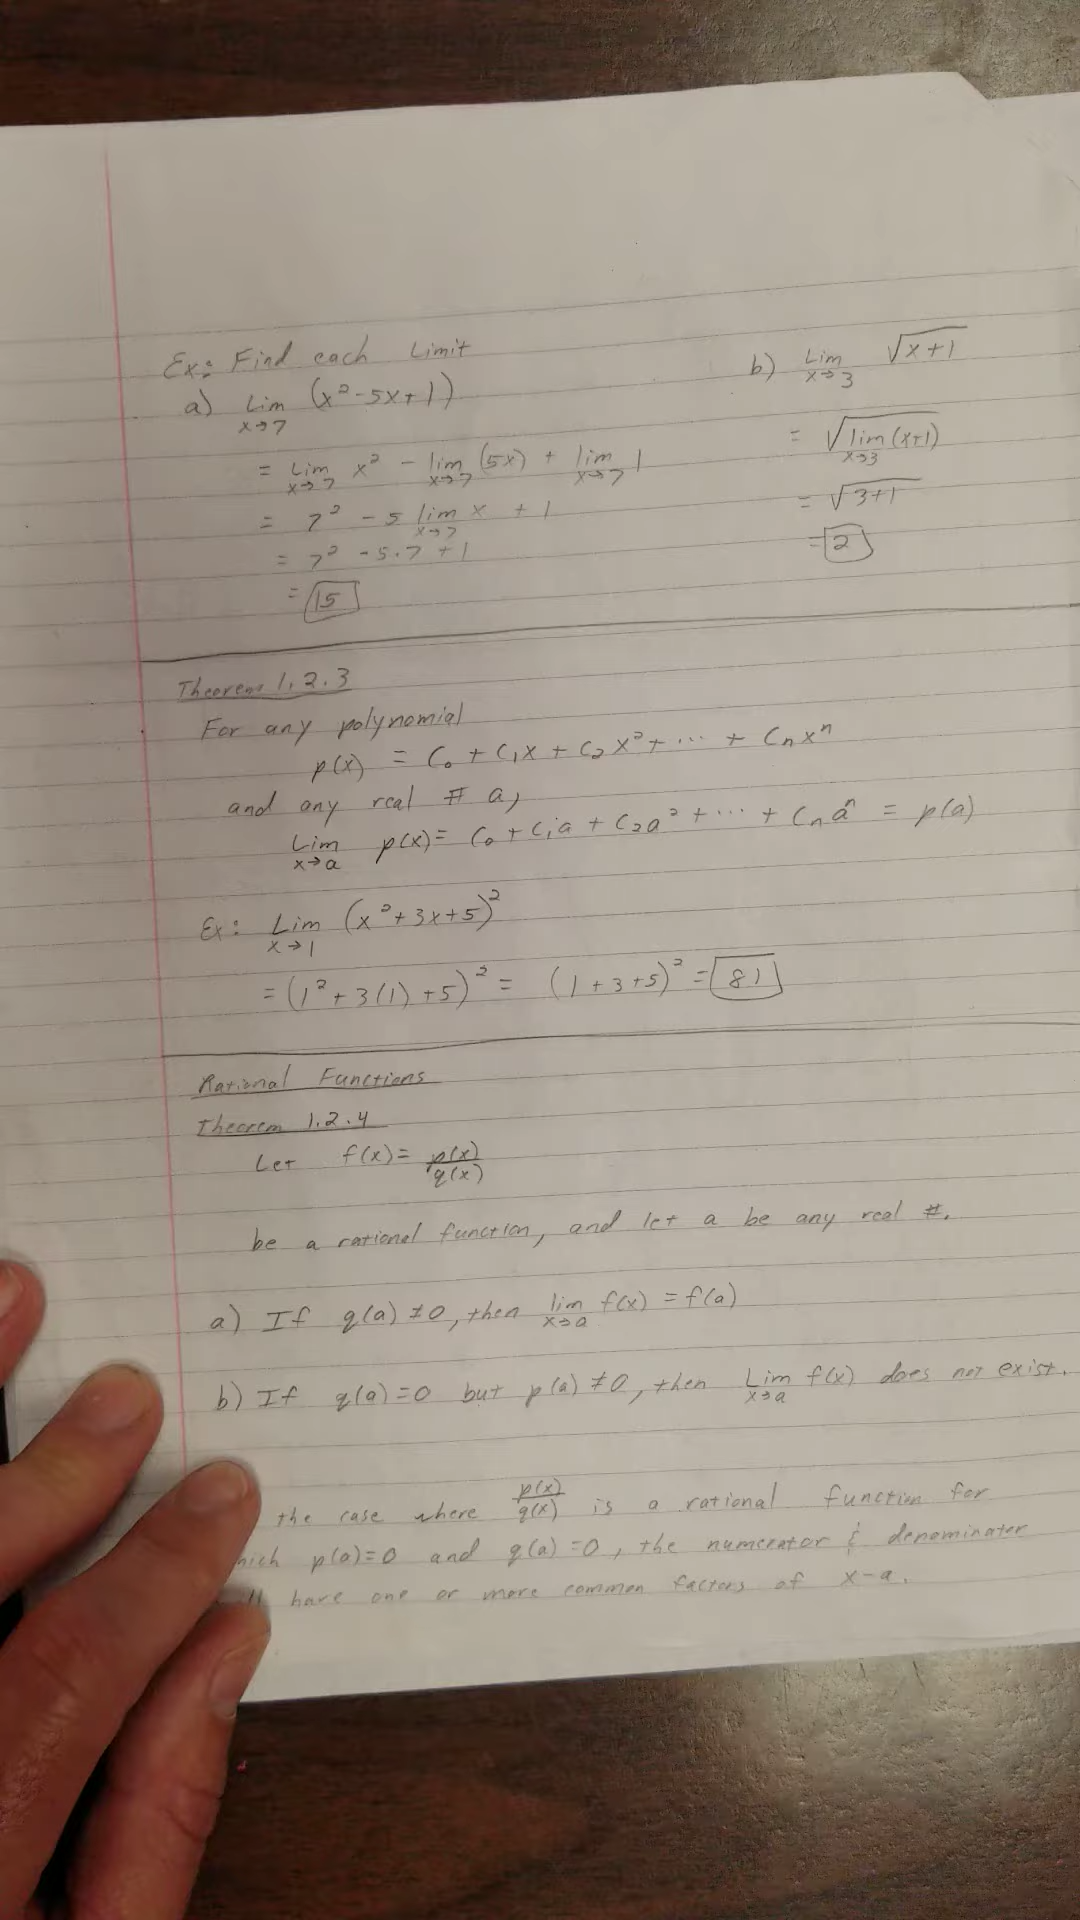 Ex: Find each Limit
a) Lim x→7 (x²-5x+1)
= Lim x→7 x² - lim x→7 (5x) + lim x→7 1
= 7² - 5 lim x→7 x + 1
= 7² - 5·7 + 1
= 15
b) Lim x→3 √x+1
= √lim x→3 (x+1)
= √3+1
= 2
Theorem 1.2.3
For any polynomial
p(x) = C₀ + C₁x + C₂x² + ... + Cₙxⁿ
and any real # a,
Lim x→a p(x) = C₀ + C₁a + C₂a² + ... + Cₙaⁿ = p(a)
Ex: Lim x→1 (x²+3x+5)²
= (1²+3(1)+5)² = (1+3+5)² = 81
Rational Functions
Theorem 1.2.4
Let f(x) = p(x)/q(x)
be a rational function, and let a be any real #.
a) If q(a)≠0, then lim x→a f(x) = f(a)
b) If q(a)=0 but p(a)≠0, then Lim x→a f(x) does not exist.
the case where p(x)/q(x) is a rational function for
p(a)=0 and q(a)=0, the numerator & denominator
have one or more common factors of x-a.